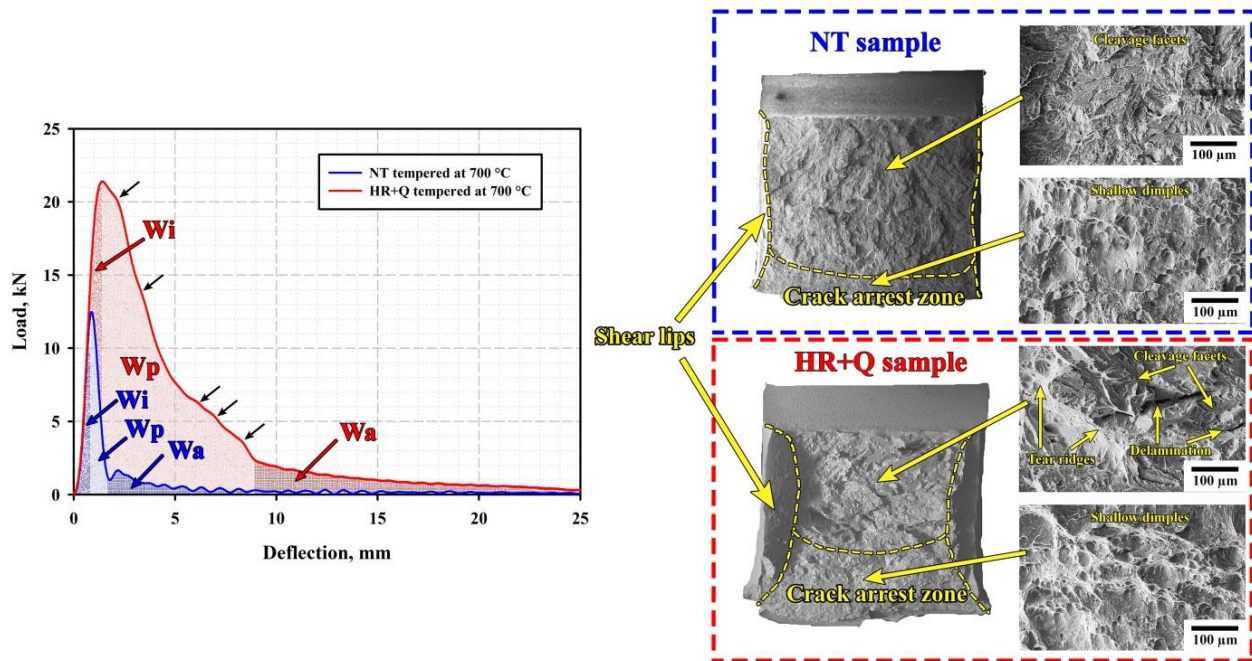 25
20
15
10
5
0
Load, kN
0
5
10
15
20
25
Deflection, mm
NT tempered at 700 °C
HR+Q tempered at 700 °C
Wi
Wp
Wi
Wp
Wa
Wa
Shear lips
NT sample
Crack arrest zone
Cleavage facets
100 µm
Shallow dimples
100 µm
HR+Q sample
Crack arrest zone
Cleavage facets
Tear ridges
Delamination
100 µm
Shallow dimples
100 µm